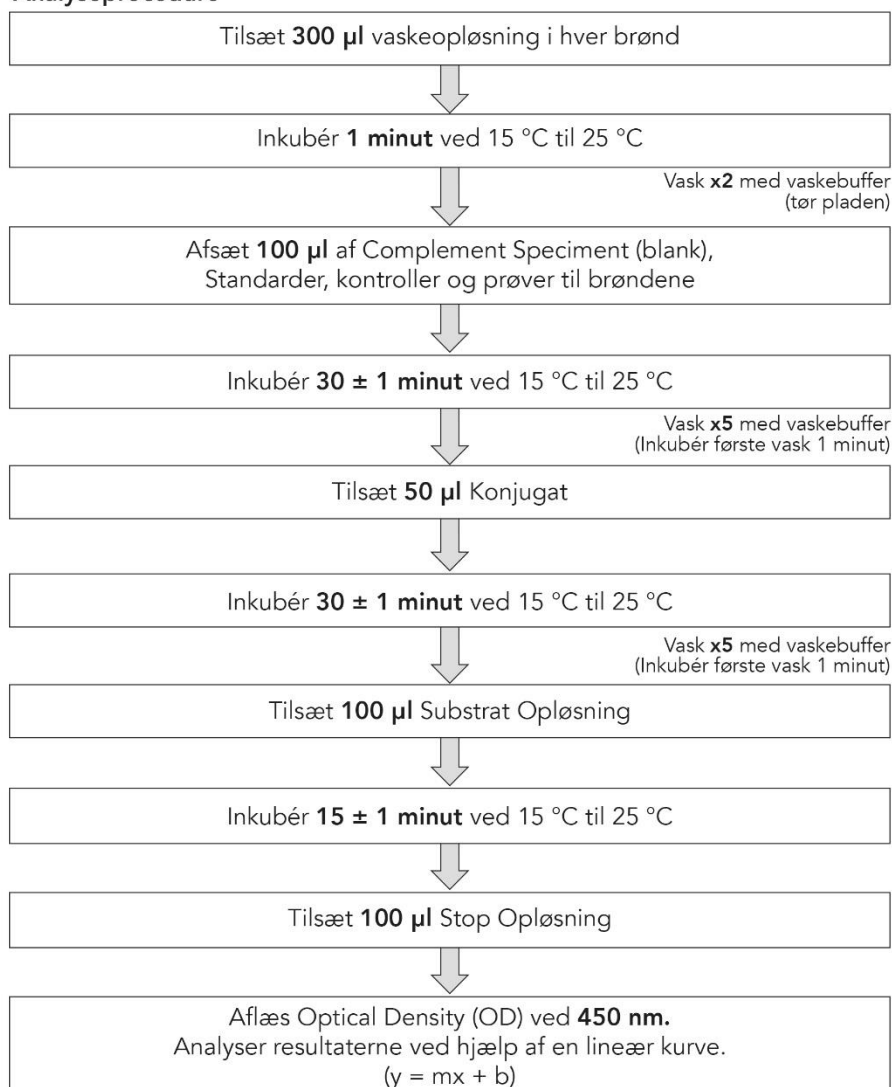 Tilsæt 300 µl vaskeopløsning i hver brønd
Inkubér 1 minut ved 15 °C til 25 °C
Vask x2 med vaskebuffer
(tør pladen)
Afsæt 100 µl af Complement Speciment (blank),
Standarder, kontroller og prøver til brøndene
Inkubér 30 ± 1 minut ved 15 °C til 25 °C
Vask x5 med vaskebuffer
(Inkubér første vask 1 minut)
Tilsæt 50 µl Konjugat
Inkubér 30 ± 1 minut ved 15 °C til 25 °C
Vask x5 med vaskebuffer
(Inkubér første vask 1 minut)
Tilsæt 100 µl Substrat Opløsning
Inkubér 15 ± 1 minut ved 15 °C til 25 °C
Tilsæt 100 µl Stop Opløsning
Aflæs Optical Density (OD) ved 450 nm.
Analyser resultaterne ved hjælp af en lineær kurve.
(y = mx + b)